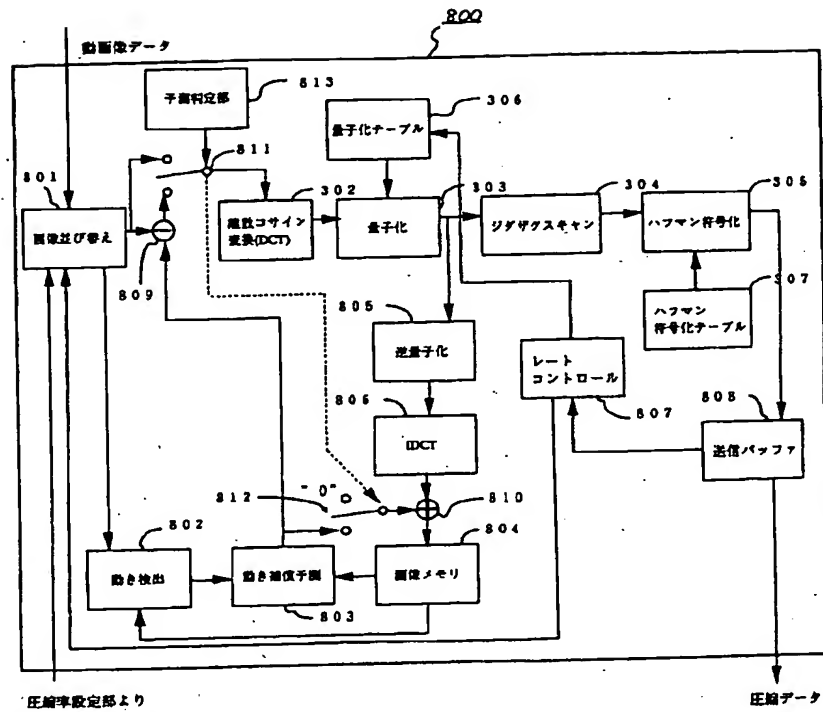 800
動画像データ
予測判定部
813
量子化テーブル
306
801
811
302
303
304
305
画像並び替え
離散コサイン
変換(DCT)
量子化
ジグザグスキャン
ハフマン符号化
809
805
307
ハフマン
符号化テーブル
逆量子化
レート
コントロール
806
807
808
IDCT
送信バッファ
"0"
812
810
802
804
動き検出
動き補償予測
画像メモリ
803
圧縮率設定部より
圧縮データ